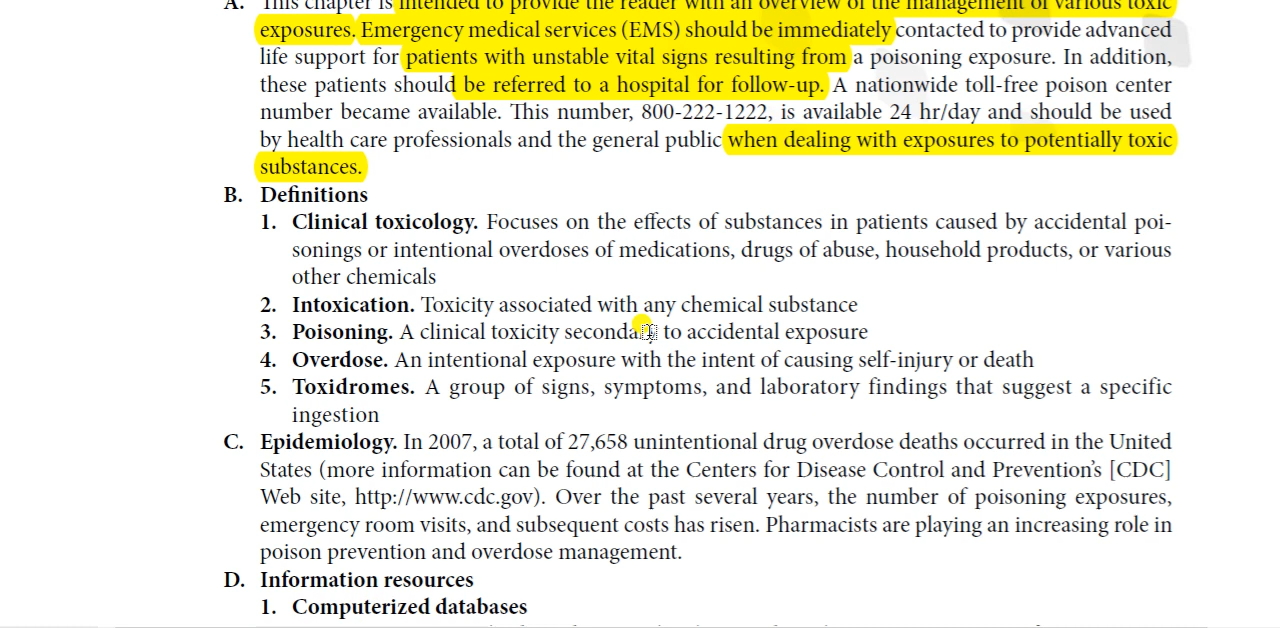 A. This chapter is intended to provide the reader with an overview of the management of various toxic
exposures. Emergency medical services (EMS) should be immediately contacted to provide advanced
life support for patients with unstable vital signs resulting from a poisoning exposure. In addition,
these patients should be referred to a hospital for follow-up. A nationwide toll-free poison center
number became available. This number, 800-222-1222, is available 24 hr/day and should be used
by health care professionals and the general public when dealing with exposures to potentially toxic
substances.
B. Definitions
1. Clinical toxicology. Focuses on the effects of substances in patients caused by accidental poi-
sonings or intentional overdoses of medications, drugs of abuse, household products, or various
other chemicals
2. Intoxication. Toxicity associated with any chemical substance
3. Poisoning. A clinical toxicity secondary to accidental exposure
4. Overdose. An intentional exposure with the intent of causing self-injury or death
5. Toxidromes. A group of signs, symptoms, and laboratory findings that suggest a specific
ingestion
C. Epidemiology. In 2007, a total of 27,658 unintentional drug overdose deaths occurred in the United
States (more information can be found at the Centers for Disease Control and Prevention's [CDC]
Web site, http://www.cdc.gov). Over the past several years, the number of poisoning exposures,
emergency room visits, and subsequent costs has risen. Pharmacists are playing an increasing role in
poison prevention and overdose management.
D. Information resources
1. Computerized databases